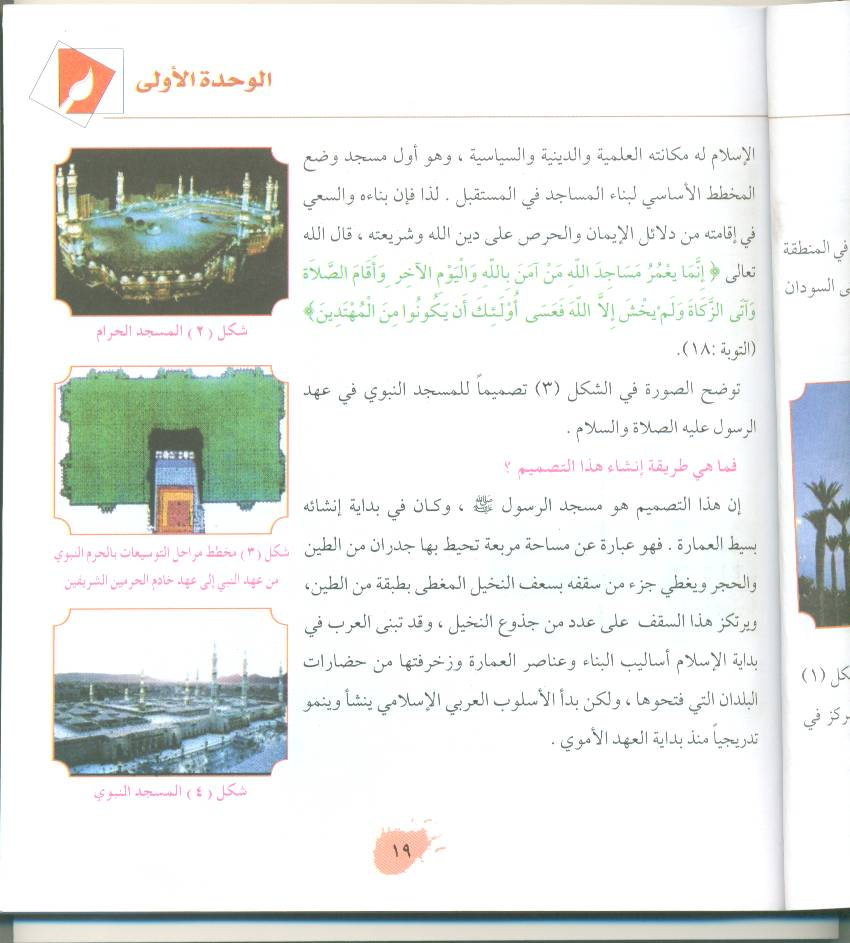 الوحدة الأولى
الإسلام له مكانته العلمية والدينية والسياسية ، وهو أول مسجد وضع
المخطط الأساسي لبناء المساجد في المستقبل . لذا فإن بناءه والسعي
في إقامته من دلائل الإيمان والحرص على دين الله وشريعته ، قال الله
تعالى ﴿ إِنَّمَا يَعْمُرُ مَسَاجِدَ اللَّهِ مَنْ آمَنَ بِاللَّهِ وَالْيَوْمِ الآخِرِ وَأَقَامَ الصَّلَاةَ
وَآتَى الزَّكَاةَ وَلَمْ يَخْشَ إِلاَّ اللَّهَ فَعَسَى أُوْلَئِكَ أَن يَكُونُوا مِنَ الْمُهْتَدِينَ﴾
(التوبة :١٨).
توضح الصورة في الشكل (٣) تصميماً للمسجد النبوي في عهد
الرسول عليه الصلاة والسلام .
فما هي طريقة إنشاء هذا التصميم ؟
إن هذا التصميم هو مسجد الرسول ﷺ ، وكـان في بداية إنشائه
بسيط العمارة . فهو عبارة عن مساحة مربعة تحيط بها جدران من الطين
والحجر ويغطي جزء من سقفه بسعف النخيل المغطى بطبقة من الطين،
ويرتكز هذا السقف على عدد من جذوع النخيل ، وقد تبنى العرب في
بداية الإسلام أساليب البناء وعناصر العمارة وزخرفتها من حضارات
البلدان التي فتحوها ، ولكن بدأ الأسلوب العربي الإسلامي ينشأ وينمو
تدريجياً منذ بداية العهد الأموي .
شكل (٢) المسجد الحرام
شكل (٣) مخطط مراحل التوسيعات بالحرم النبوي
من عهد النبي إلى عهد خادم الحرمين الشريفين
شكل (٤) المسجد النبوي
١٩
في المنطقة
السودان
(١)
في